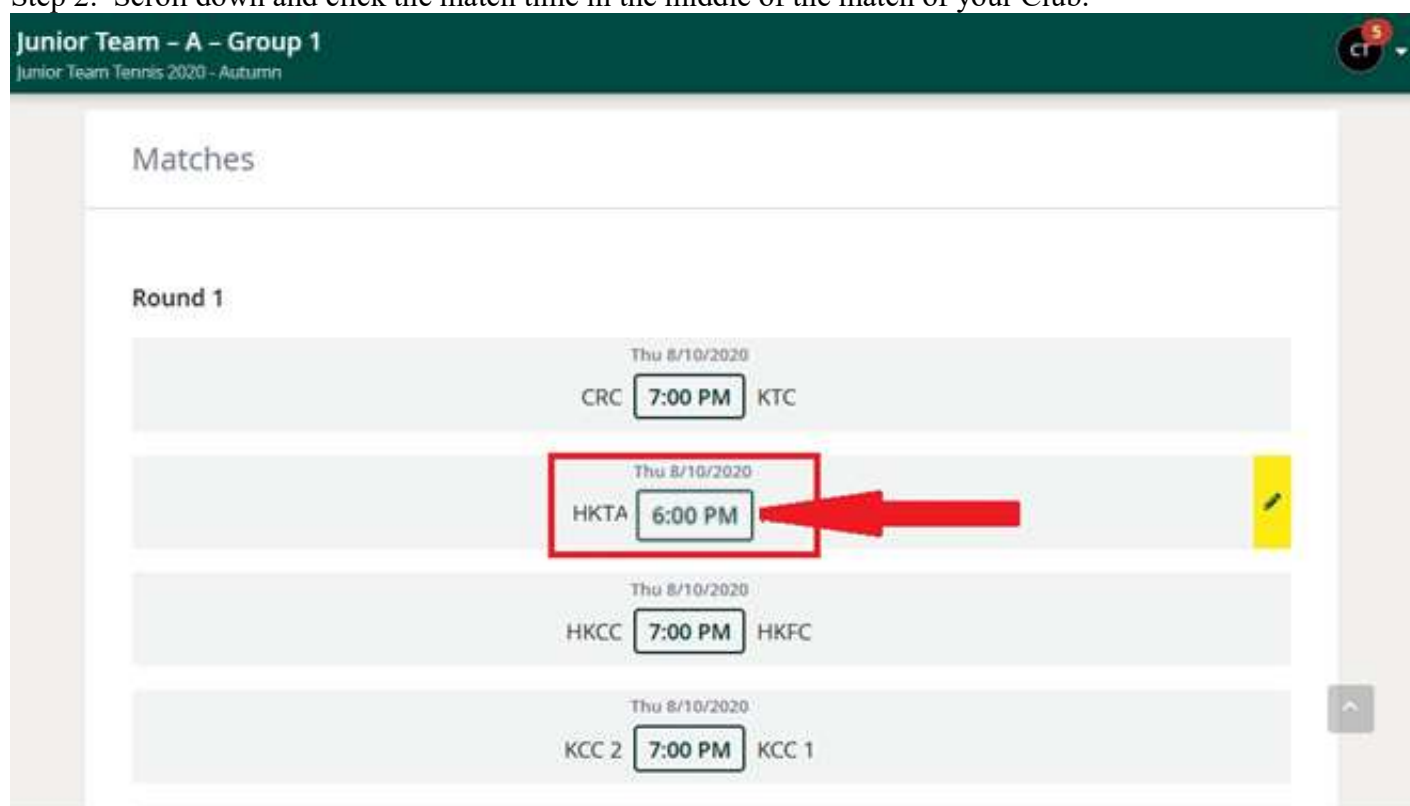 Step 2: Scroll down and click the match time in the middle of the match of your Club.
Junior Team – A – Group 1
Junior Team Tennis 2020 - Autumn
5
CT
Matches
Round 1
Thu 8/10/2020
CRC 7:00 PM KTC
Thu 8/10/2020
HKTA 6:00 PM
Thu 8/10/2020
HKCC 7:00 PM HKFC
Thu 8/10/2020
KCC 2 7:00 PM KCC 1